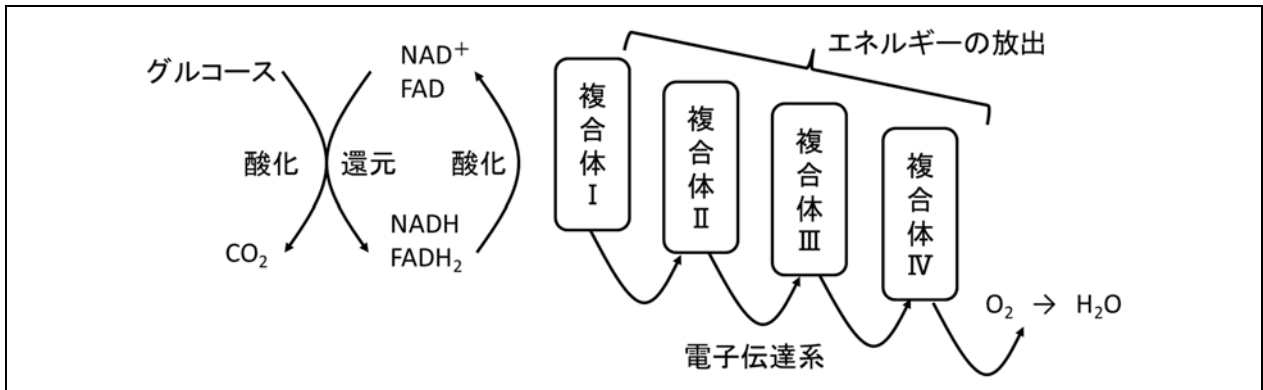 グルコース
NAD⁺
FAD
酸化
還元
酸化
CO₂
NADH
FADH₂
エネルギーの放出
複合体Ⅰ
複合体Ⅱ
複合体Ⅲ
複合体Ⅳ
O₂ → H₂O
電子伝達系